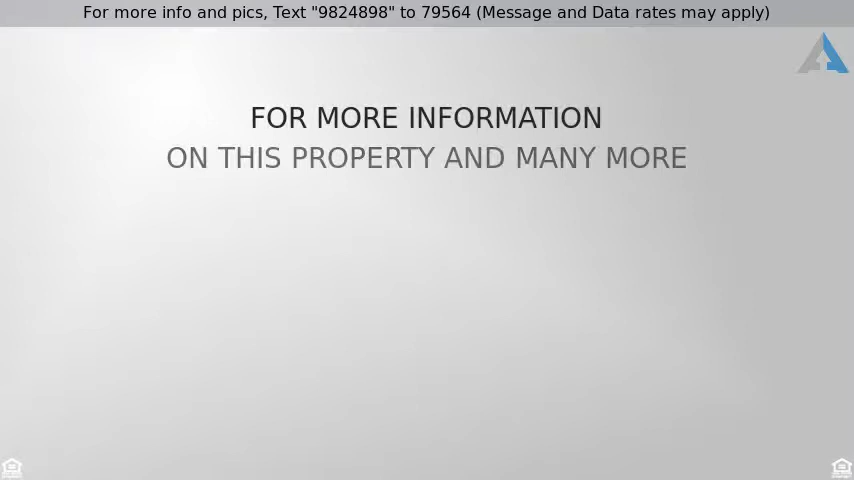 For more info and pics, Text "9824898" to 79564 (Message and Data rates may apply)
FOR MORE INFORMATION
ON THIS PROPERTY AND MANY MORE